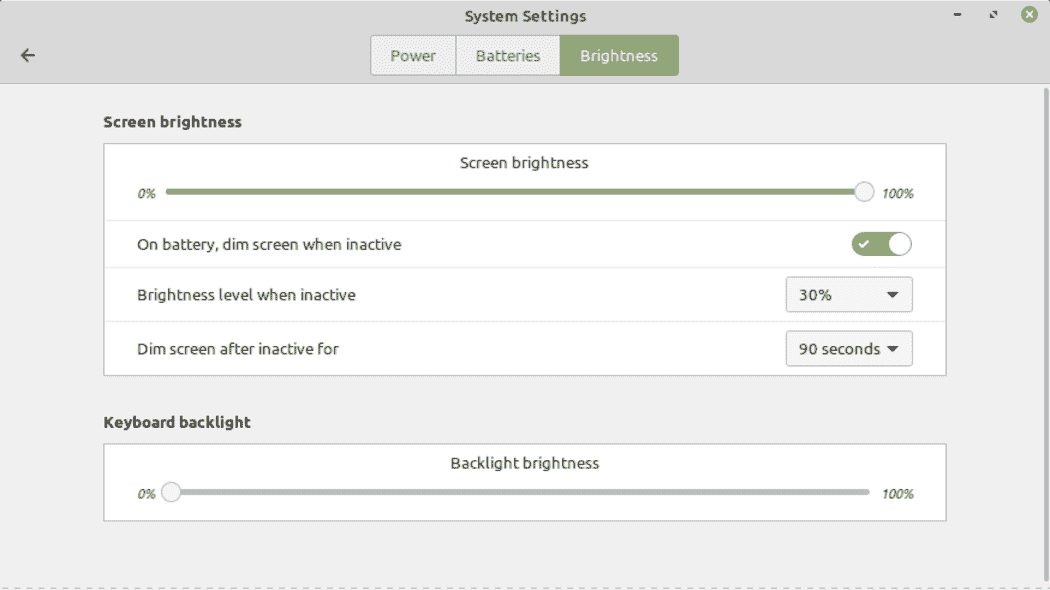 System Settings
Power Batteries Brightness
Screen brightness
Screen brightness
0% 100%
On battery, dim screen when inactive
Brightness level when inactive 30%
Dim screen after inactive for 90 seconds
Keyboard backlight
Backlight brightness
0% 100%